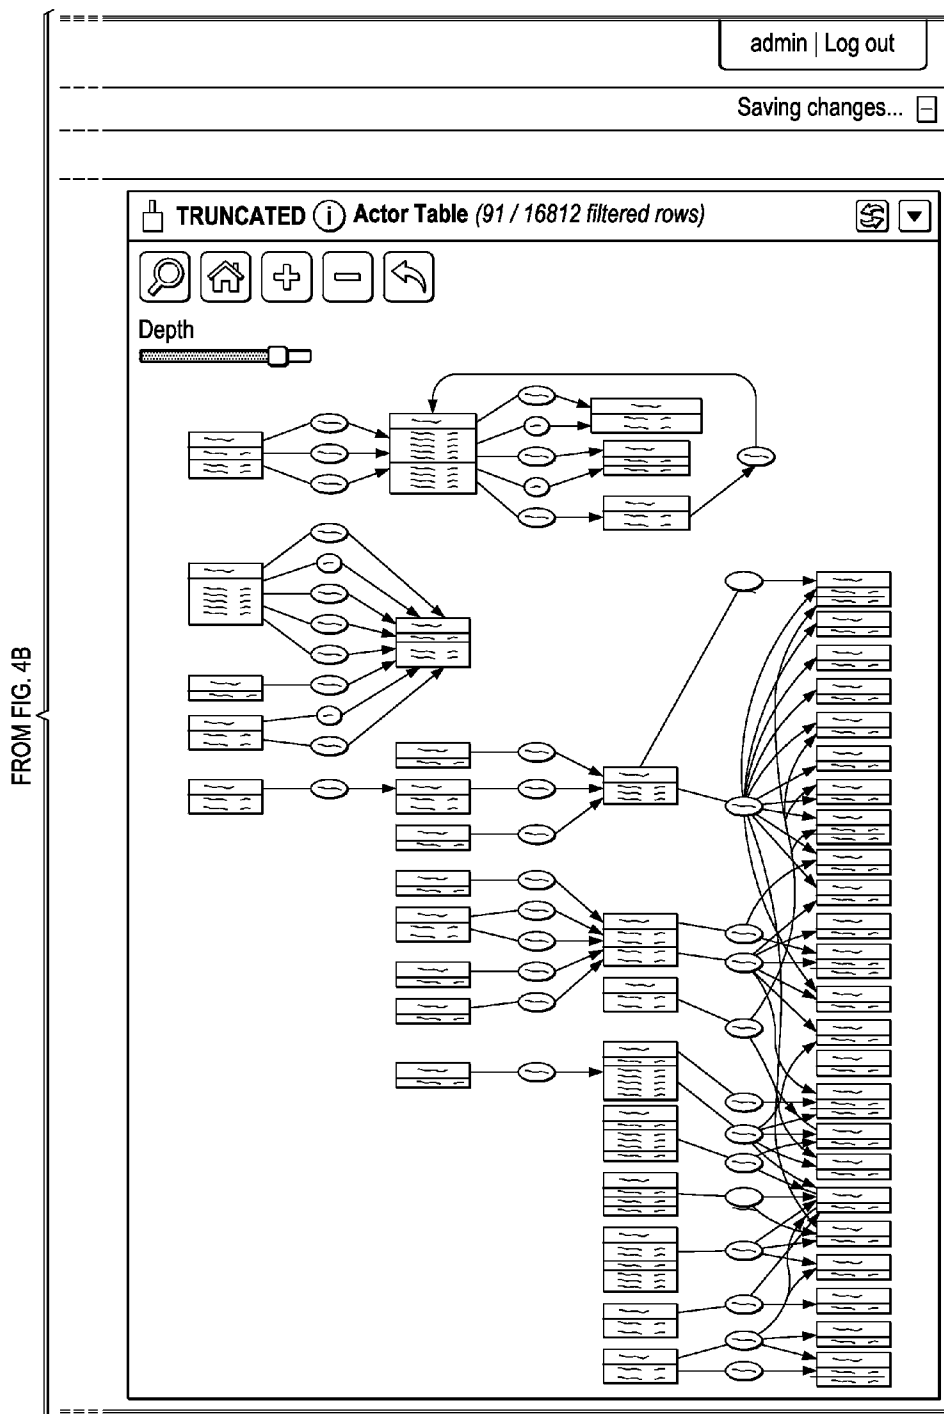 admin | Log out
Saving changes...
TRUNCATED i Actor Table (91 / 16812 filtered rows)
Depth
FROM FIG. 4B